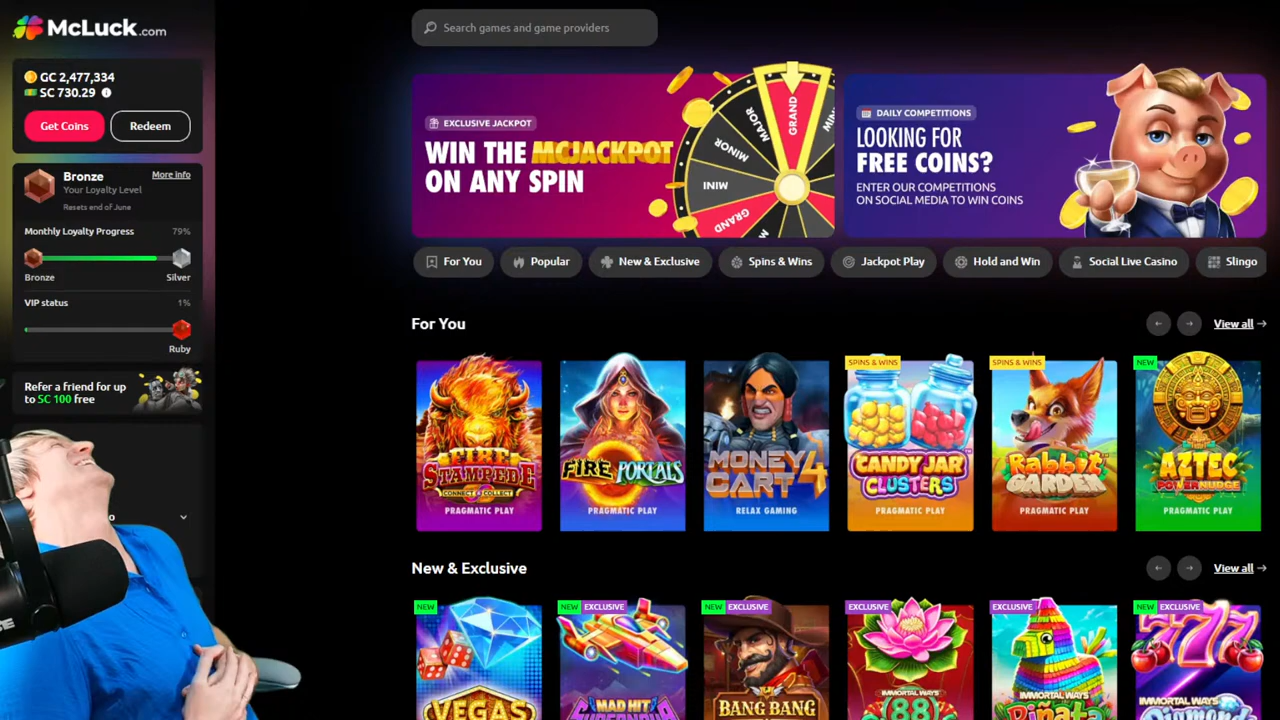 McLuck.com
GC 2,477,334
SC 730.29
Get Coins
Redeem
Bronze
More info
Your Loyalty Level
Resets end of June
Monthly Loyalty Progress
79%
Bronze
Silver
VIP status
1%
Ruby
Refer a friend for up
to SC 100 free
Search games and game providers
EXCLUSIVE JACKPOT
WIN THE MCJACKPOT
ON ANY SPIN
MAJOR
GRAND
MINOR
MINI
GRAND
DAILY COMPETITIONS
LOOKING FOR
FREE COINS?
ENTER OUR COMPETITIONS
ON SOCIAL MEDIA TO WIN COINS
For You
Popular
New & Exclusive
Spins & Wins
Jackpot Play
Hold and Win
Social Live Casino
Slingo
For You
View all
FIRE
STAMPEDE
CONNECT & COLLECT
PRAGMATIC PLAY
FIRE PORTALS
PRAGMATIC PLAY
MONEY
CART 4
RELAX GAMING
SPINS & WINS
CANDY JAR
CLUSTERS
PRAGMATIC PLAY
SPINS & WINS
Rabbit
GARDEN
PRAGMATIC PLAY
NEW
AZTEC
POWERNUDGE
PRAGMATIC PLAY
New & Exclusive
View all
NEW
VEGAS
NEW EXCLUSIVE
MAD HIT
SUPERNOVA
NEW EXCLUSIVE
BANG BANG
EXCLUSIVE
IMMORTAL WAYS
88
EXCLUSIVE
IMMORTAL WAYS
Piñata
NEW EXCLUSIVE
777
IMMORTAL WAYS